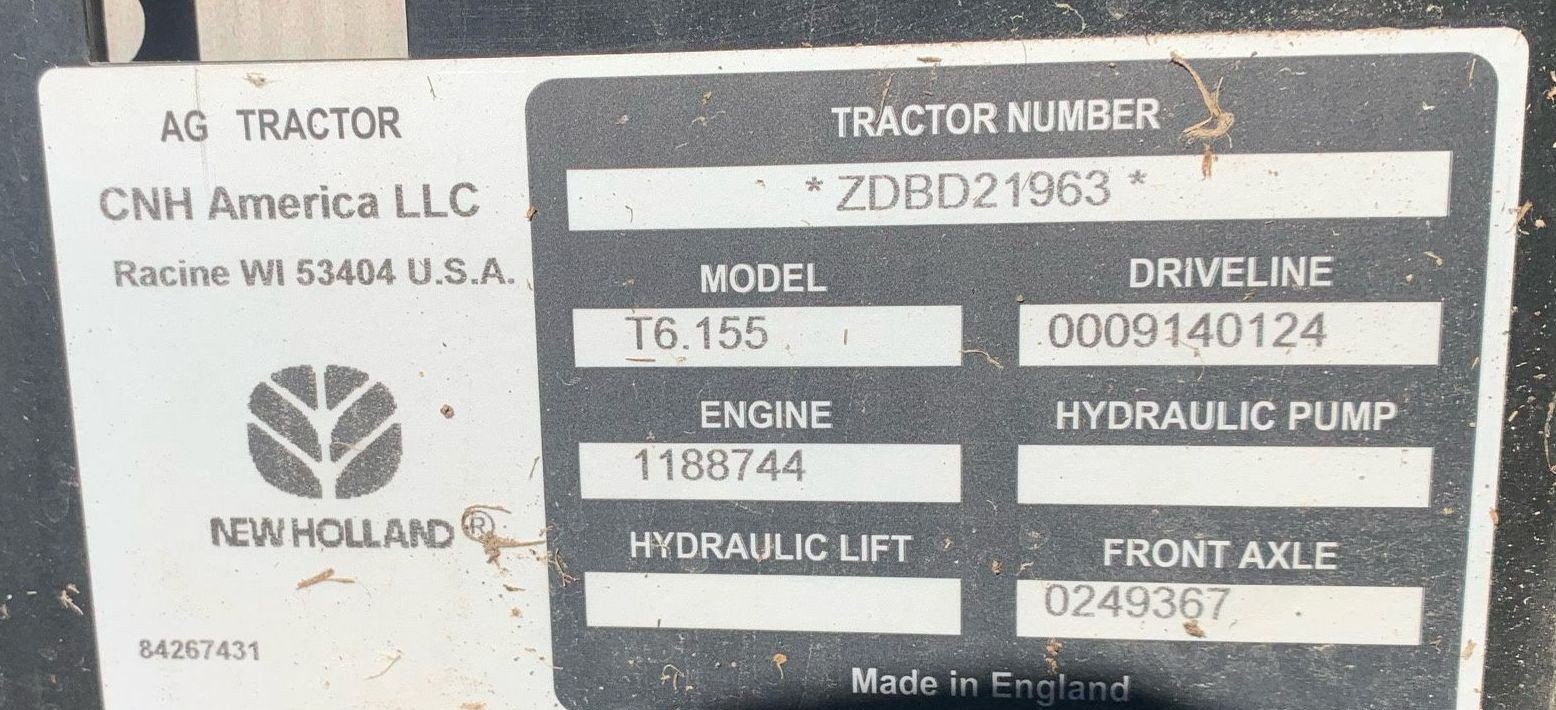 AG TRACTOR
CNH America LLC
Racine WI 53404 U.S.A.
NEW HOLLAND®
84267431
TRACTOR NUMBER
*ZDBD21963*
MODEL
T6.155
DRIVELINE
0009140124
ENGINE
1188744
HYDRAULIC PUMP
HYDRAULIC LIFT
FRONT AXLE
0249367
Made in England